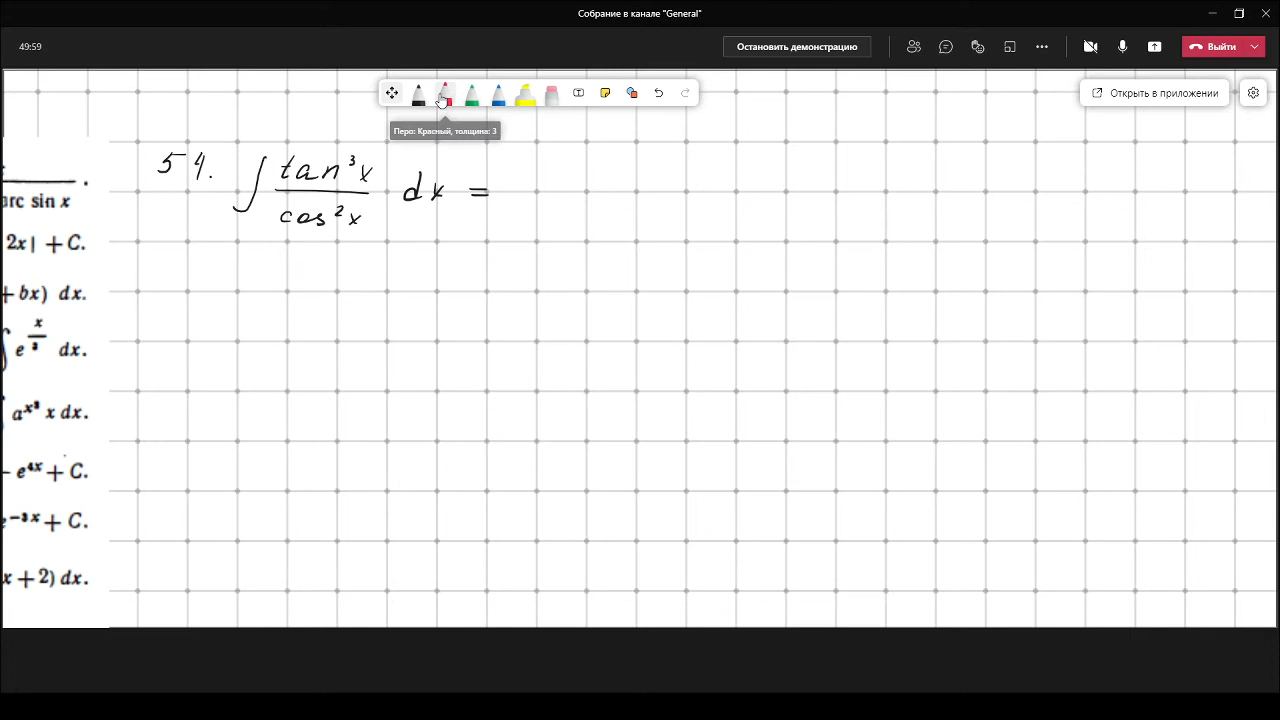 Собрание в канале "General"
49:59
Остановить демонстрацию
Выйти
Открыть в приложении
Перо: Красный, толщина: 3
54. ∫ tan³x / cos²x dx =
arc sin x
2x| + C.
+ bx) dx.
∫ e^(x/3) dx.
a^(x²) x dx.
- e^(4x) + C.
e^(-3x) + C.
x + 2) dx.